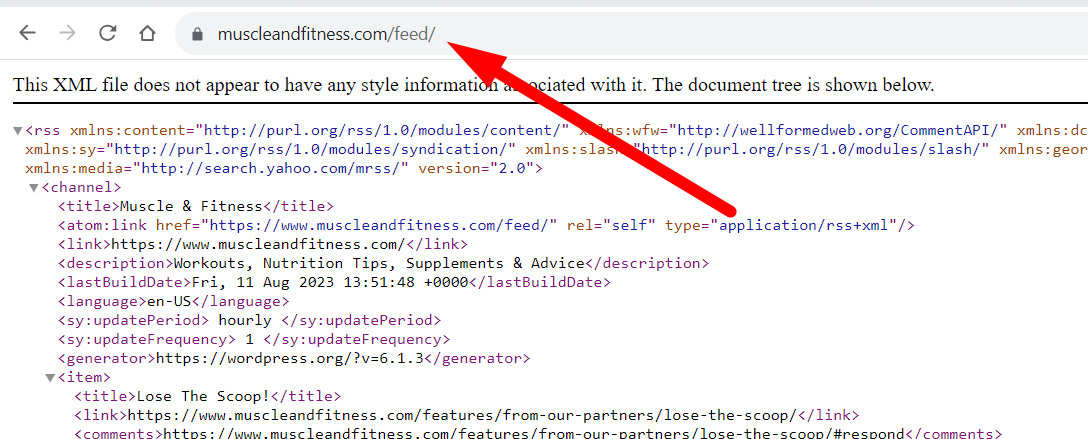 muscleandfitness.com/feed/
This XML file does not appear to have any style information associated with it. The document tree is shown below.
<rss xmlns:content="http://purl.org/rss/1.0/modules/content/" xmlns:wfw="http://wellformedweb.org/CommentAPI/" xmlns:dc
xmlns:sy="http://purl.org/rss/1.0/modules/syndication/" xmlns:slash="http://purl.org/rss/1.0/modules/slash/" xmlns:geor
xmlns:media="http://search.yahoo.com/mrss/" version="2.0">
<channel>
<title>Muscle & Fitness</title>
<atom:link href="https://www.muscleandfitness.com/feed/" rel="self" type="application/rss+xml"/>
<link>https://www.muscleandfitness.com/</link>
<description>Workouts, Nutrition Tips, Supplements & Advice</description>
<lastBuildDate>Fri, 11 Aug 2023 13:51:48 +0000</lastBuildDate>
<language>en-US</language>
<sy:updatePeriod> hourly </sy:updatePeriod>
<sy:updateFrequency> 1 </sy:updateFrequency>
<generator>https://wordpress.org/?v=6.1.3</generator>
<item>
<title>Lose The Scoop!</title>
<link>https://www.muscleandfitness.com/features/from-our-partners/lose-the-scoop/</link>
<comments>https://www.muscleandfitness.com/features/from-our-partners/lose-the-scoop/#respond</comments>